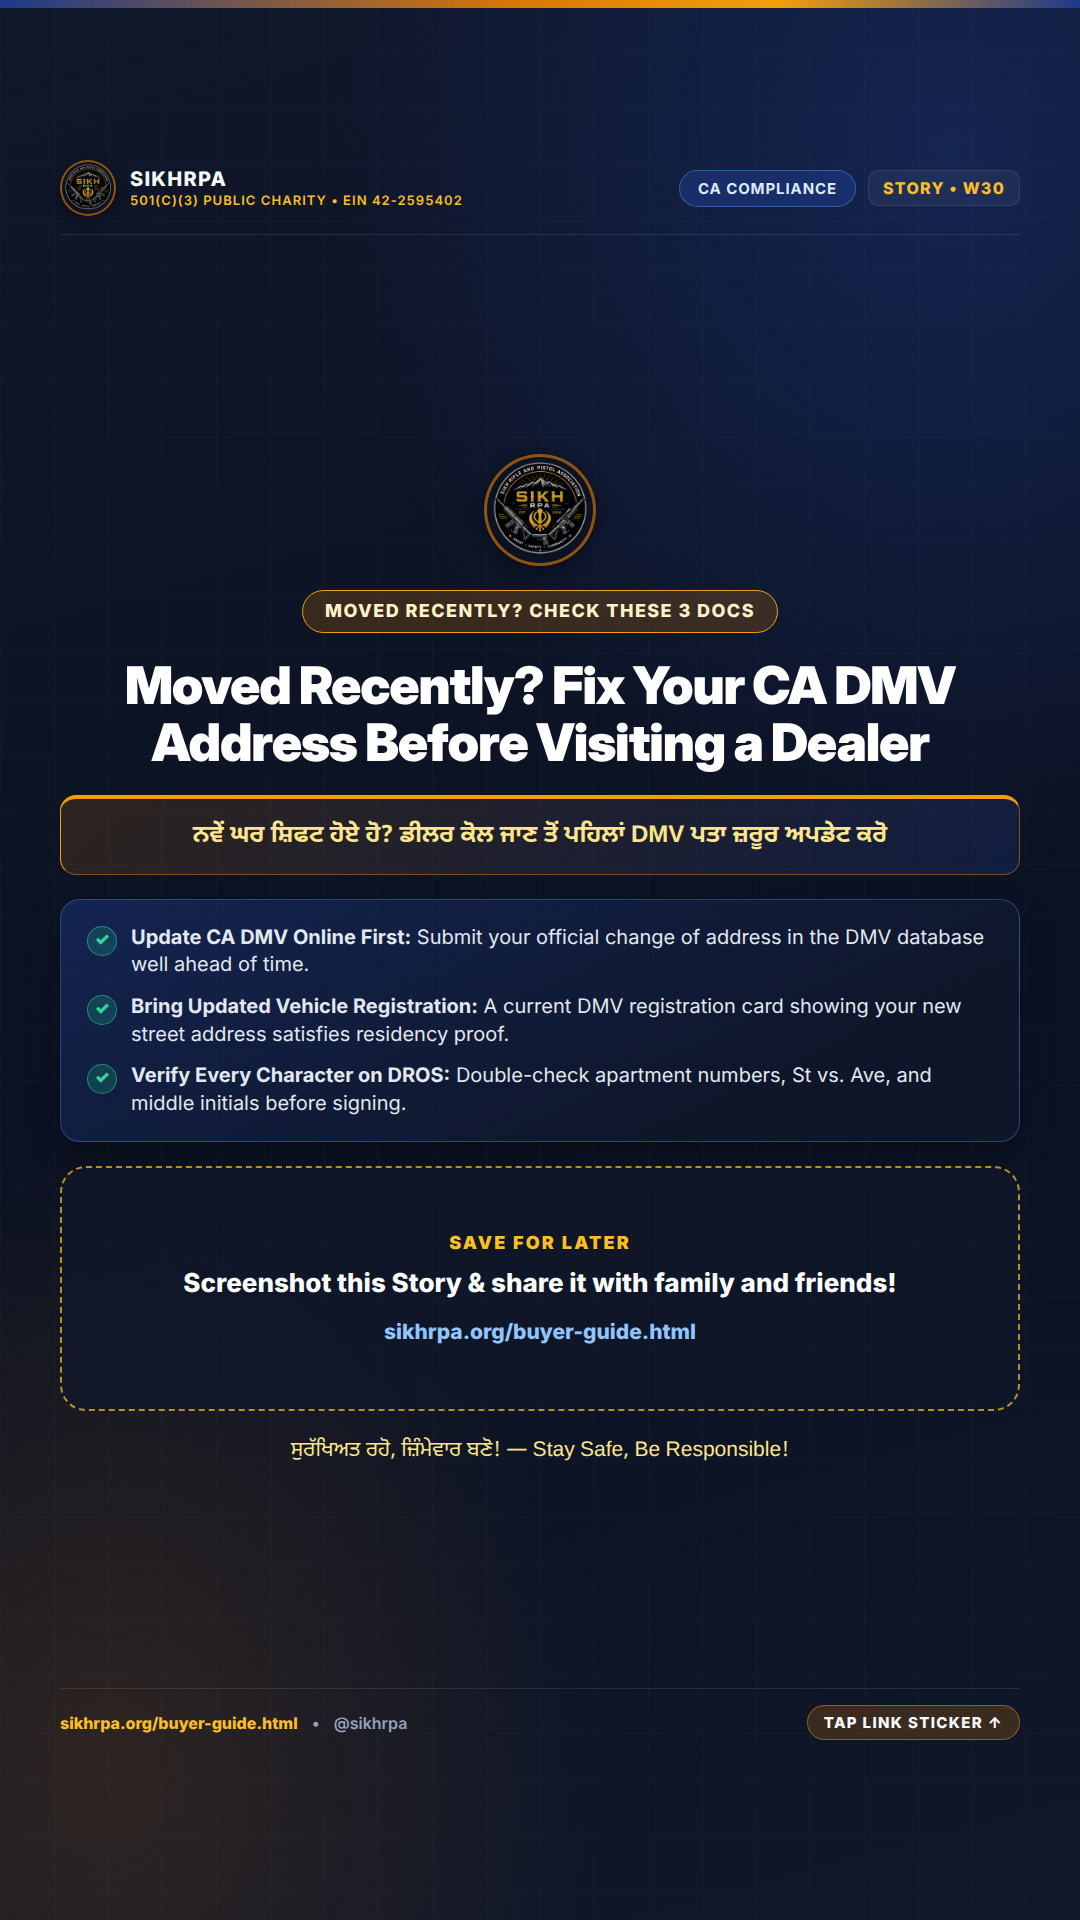 SIKHRPA
501(C)(3) PUBLIC CHARITY • EIN 42-2595402
CA COMPLIANCE
STORY • W30
SIKH RIFLE AND PISTOL ASSOCIATION
SIKH
RPA
MOVED RECENTLY? CHECK THESE 3 DOCS
Moved Recently? Fix Your CA DMV
Address Before Visiting a Dealer
ਨਵੇਂ ਘਰ ਸ਼ਿਫਟ ਹੋਏ ਹੋ? ਡੀਲਰ ਕੋਲ ਜਾਣ ਤੋਂ ਪਹਿਲਾਂ DMV ਪਤਾ ਜ਼ਰੂਰ ਅਪਡੇਟ ਕਰੋ
Update CA DMV Online First: Submit your official change of address in the DMV database
well ahead of time.
Bring Updated Vehicle Registration: A current DMV registration card showing your new
street address satisfies residency proof.
Verify Every Character on DROS: Double-check apartment numbers, St vs. Ave, and
middle initials before signing.
SAVE FOR LATER
Screenshot this Story & share it with family and friends!
sikhrpa.org/buyer-guide.html
ਸੁਰੱਖਿਅਤ ਰਹੋ, ਜ਼ਿੰਮੇਵਾਰ ਬਣੋ! — Stay Safe, Be Responsible!
sikhrpa.org/buyer-guide.html • @sikhrpa
TAP LINK STICKER ↑